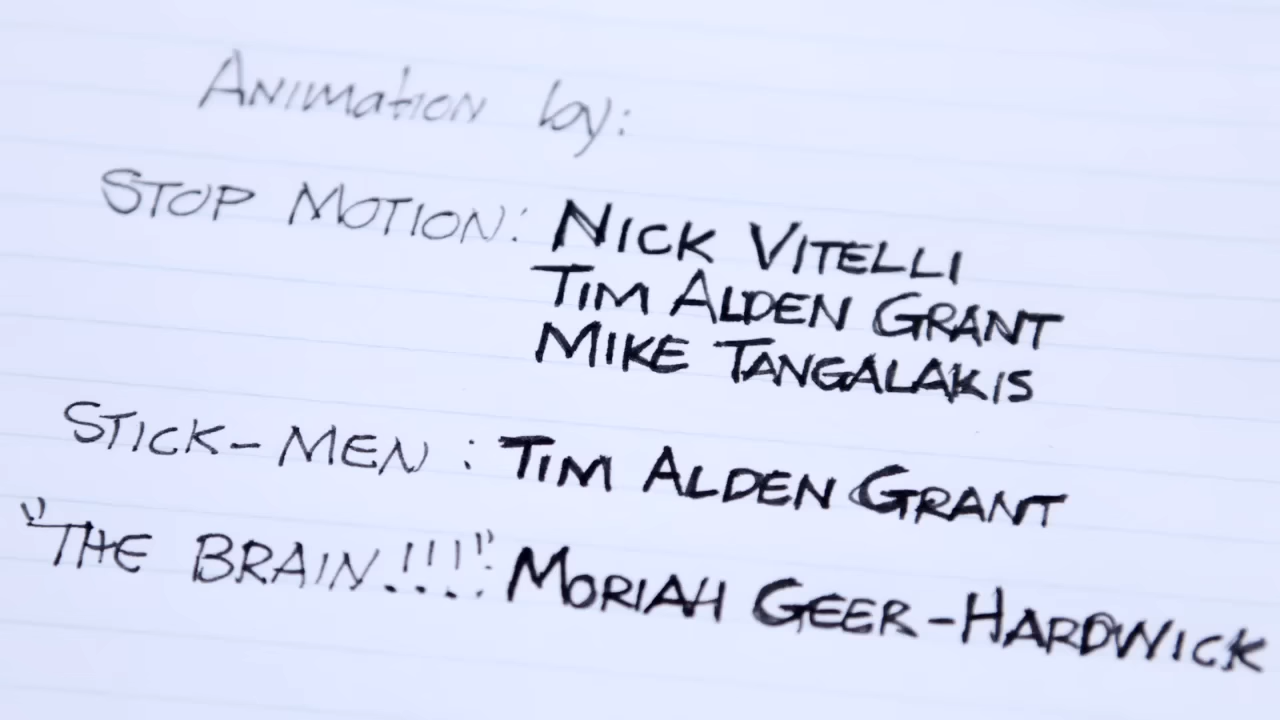 Animation by:
STOP MOTION: NICK VITELLI
TIM ALDEN GRANT
MIKE TANGALAKIS
STICK-MEN : TIM ALDEN GRANT
"THE BRAIN!!!!": MORIAH GEER-HARDWICK